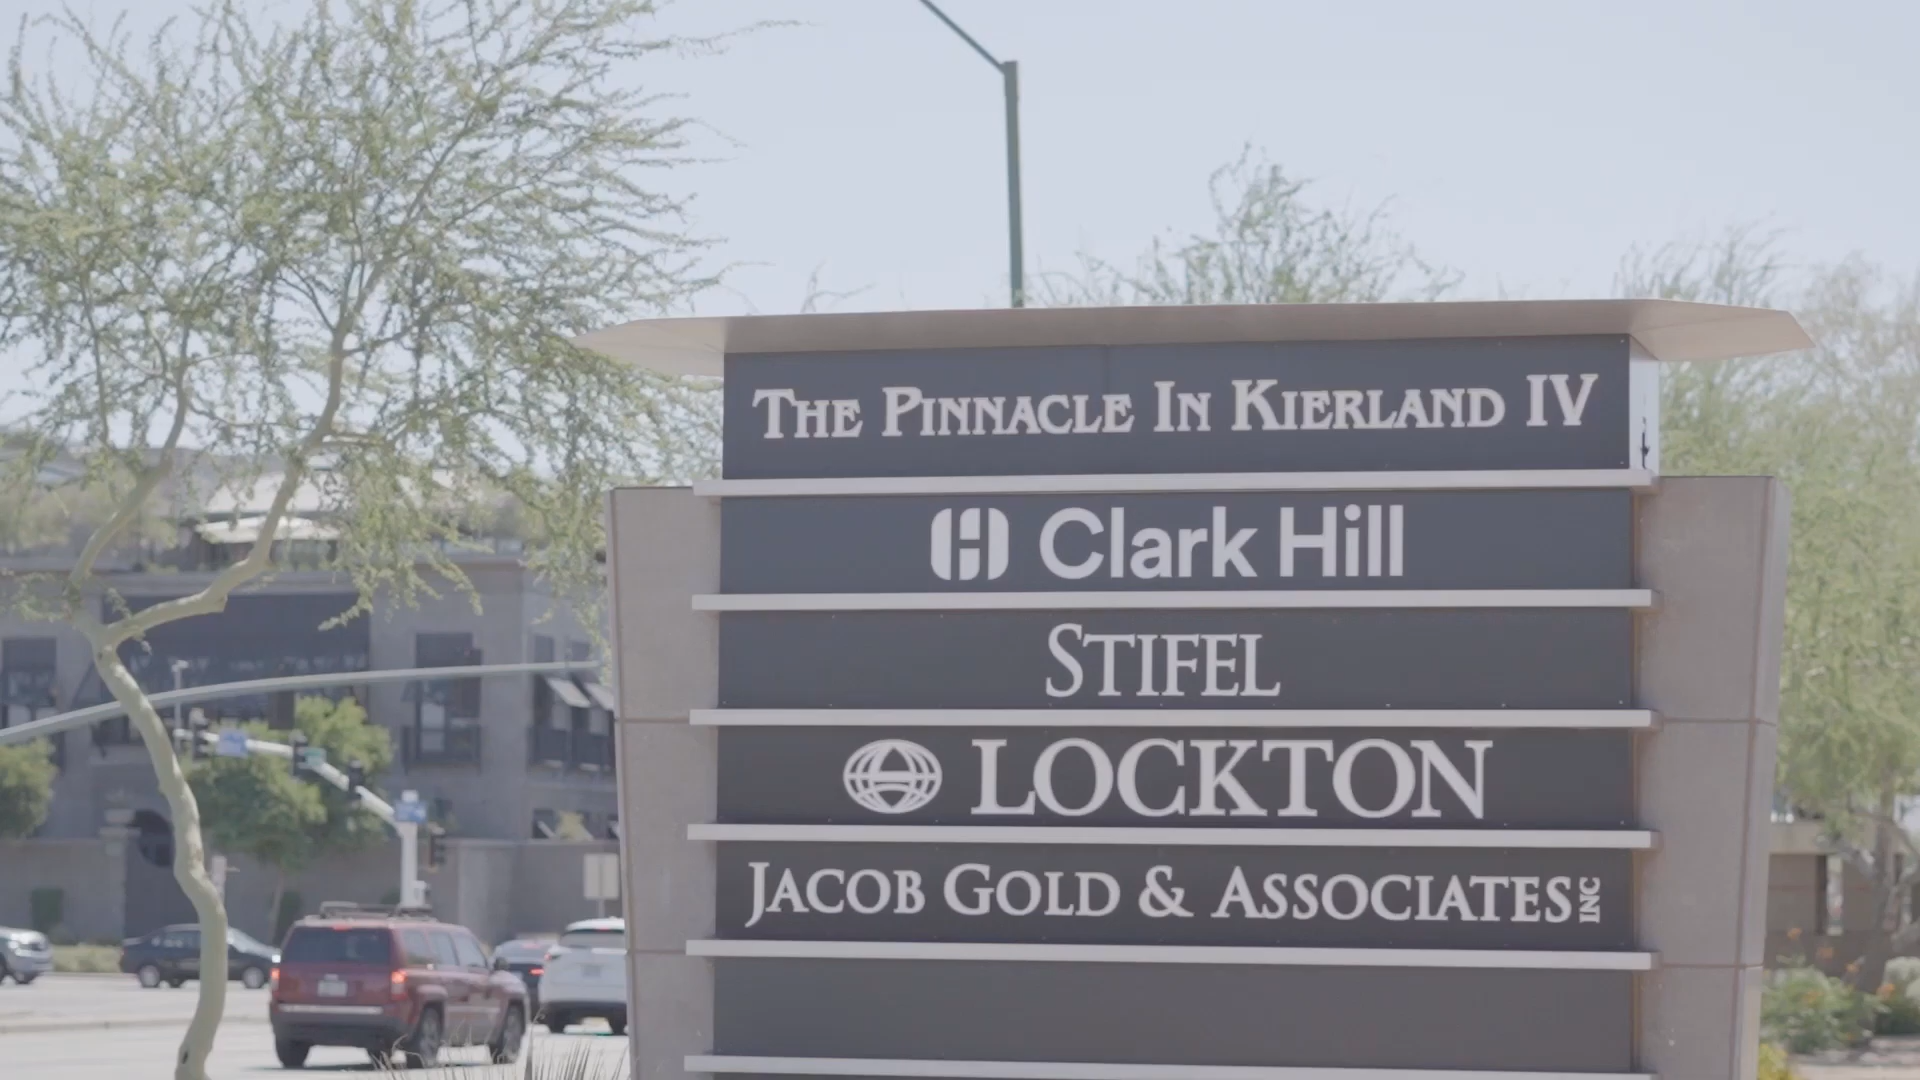 The Pinnacle In Kierland IV
Clark Hill
STIFEL
LOCKTON
Jacob Gold & Associates INC